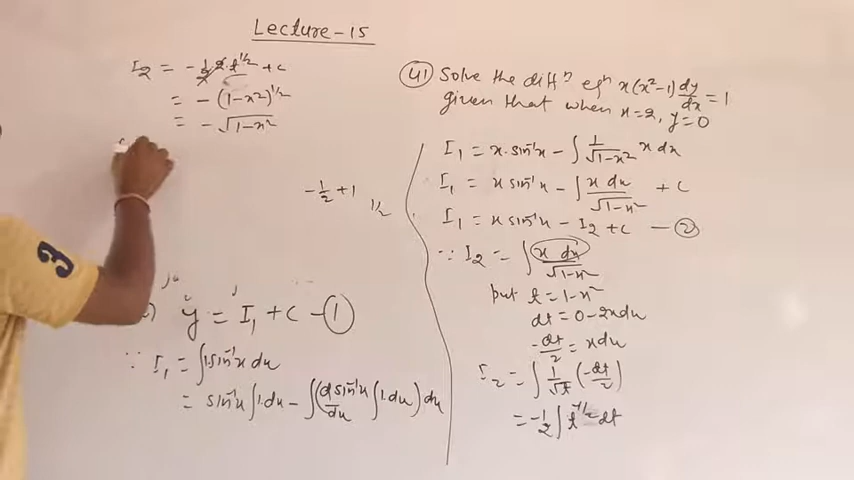 Lecture-15
I₂ = -½ 2·t^½ + c
= -(1-x²)^½
= -√(1-x²)
-½+1
½
y = I₁ + c -①
∵ I₁ = ∫1.sin⁻¹x dx
= sin⁻¹x ∫1.dx - ∫(dsin⁻¹x/dx ∫1.dx) dx
41 Solve the diffⁿ eqⁿ x(x²-1) dy/dx = 1
given that when x=2, y=0
I₁ = x.sin⁻¹x - ∫ 1/√(1-x²) x dx
I₁ = x sin⁻¹x - ∫ x dx/√(1-x²) + c
I₁ = x sin⁻¹x - I₂ + c -②
∵ I₂ = ∫ x dx/√(1-x²)
put t = 1-x²
dt = 0-2xdx
-dt/2 = xdx
I₂ = ∫ 1/√t (-dt/2)
= -½ ∫ t^-½ dt